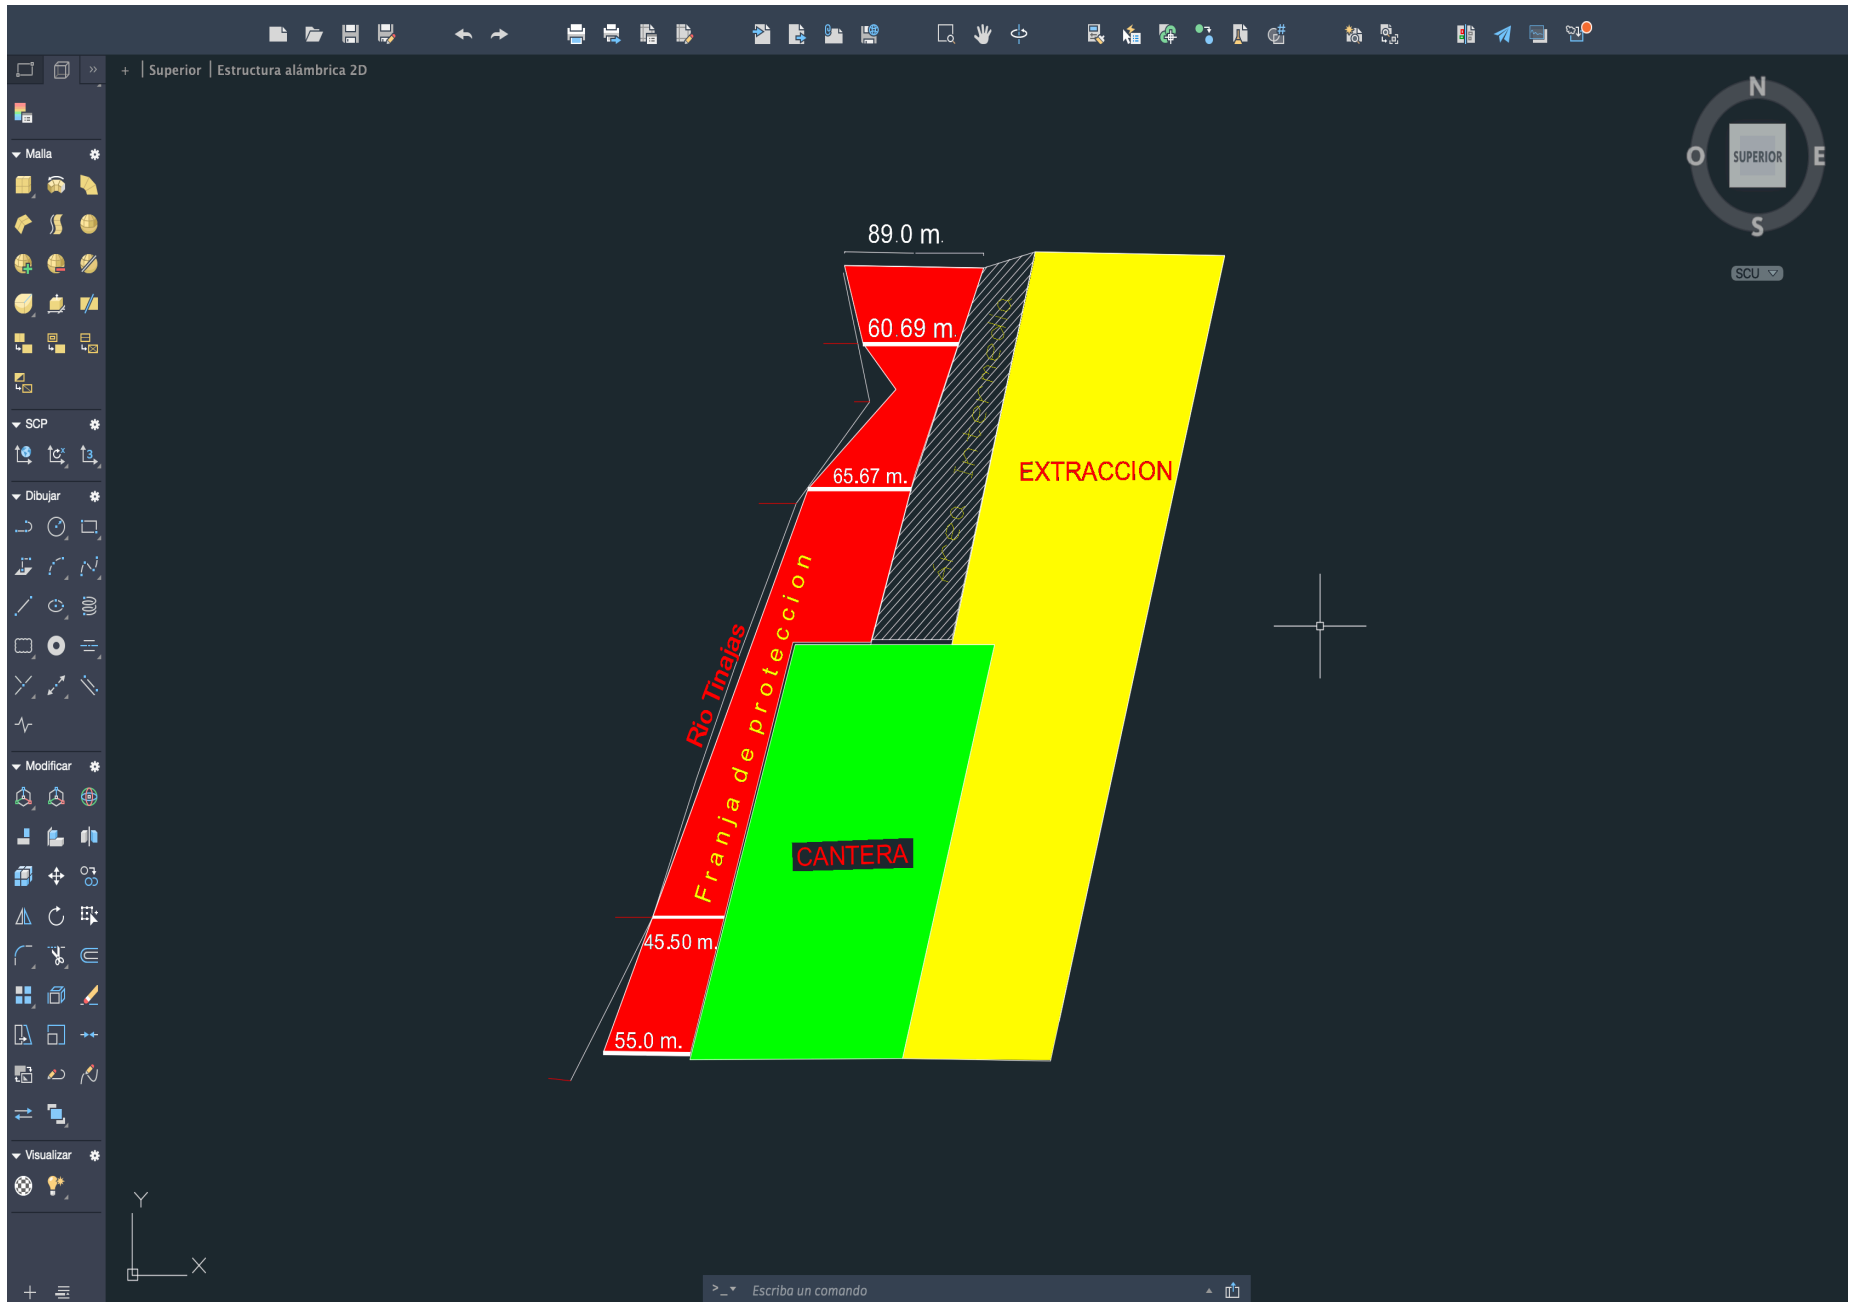 + | Superior | Estructura alámbrica 2D
Malla
SCP
Dibujar
Modificar
Visualizar
N
O
SUPERIOR
E
S
SCU
89.0 m.
60.69 m.
65.67 m.
Área Intermedia
EXTRACCION
Rio Tinajas
Franja de proteccion
CANTERA
45.50 m.
55.0 m.
Y
X
>_ Escriba un comando